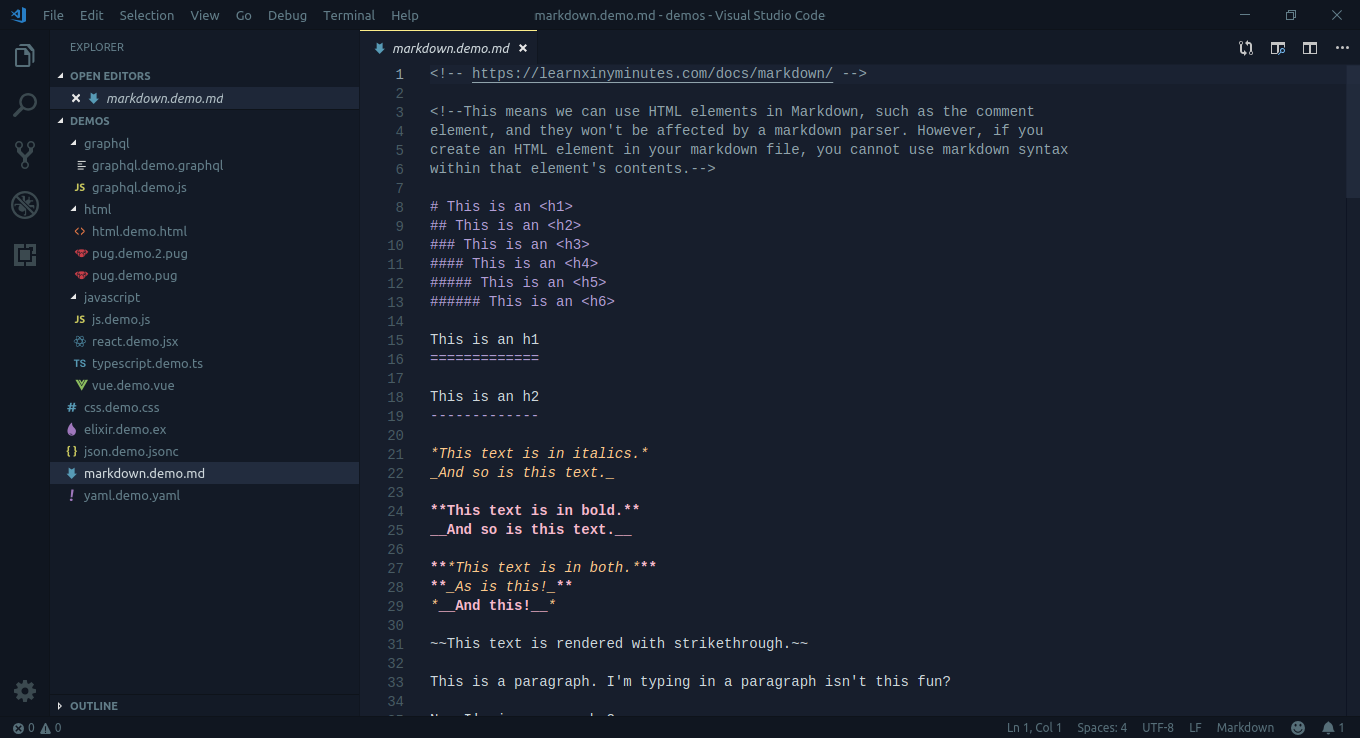 File Edit Selection View Go Debug Terminal Help markdown.demo.md - demos - Visual Studio Code
EXPLORER
OPEN EDITORS
markdown.demo.md
DEMOS
graphql
graphql.demo.graphql
JS graphql.demo.js
html
<> html.demo.html
pug.demo.2.pug
pug.demo.pug
javascript
JS js.demo.js
react.demo.jsx
TS typescript.demo.ts
vue.demo.vue
# css.demo.css
elixir.demo.ex
{} json.demo.jsonc
markdown.demo.md
! yaml.demo.yaml
OUTLINE
markdown.demo.md
1 <!-- https://learnxinyminutes.com/docs/markdown/ -->
2
3 <!--This means we can use HTML elements in Markdown, such as the comment
4 element, and they won't be affected by a markdown parser. However, if you
5 create an HTML element in your markdown file, you cannot use markdown syntax
6 within that element's contents.-->
7
8 # This is an <h1>
9 ## This is an <h2>
10 ### This is an <h3>
11 #### This is an <h4>
12 ##### This is an <h5>
13 ###### This is an <h6>
14
15 This is an h1
16 =============
17
18 This is an h2
19 -------------
20
21 *This text is in italics.*
22 _And so is this text._
23
24 **This text is in bold.**
25 __And so is this text.__
26
27 ***This text is in both.***
28 **_As is this!_**
29 *__And this!__*
30
31 ~~This text is rendered with strikethrough.~~
32
33 This is a paragraph. I'm typing in a paragraph isn't this fun?
34
0 0 Ln 1, Col 1 Spaces: 4 UTF-8 LF Markdown 1